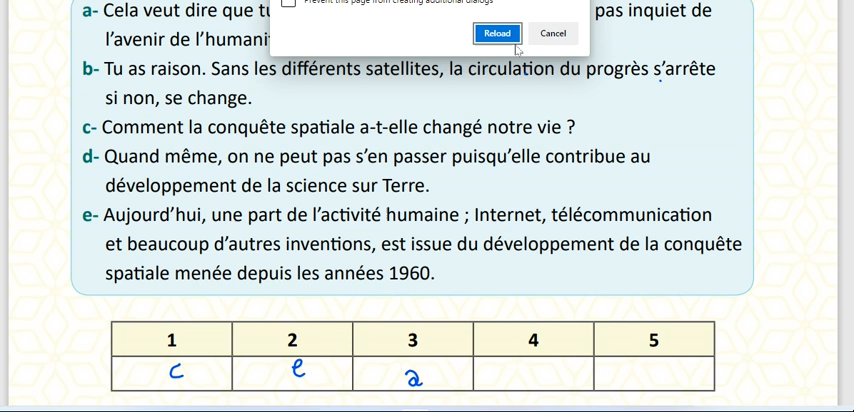 a- Cela veut dire que tu
pas inquiet de
l'avenir de l'humani
Prevent this page from creating additional dialogs
Reload Cancel
b- Tu as raison. Sans les différents satellites, la circulation du progrès s'arrête
si non, se change.
c- Comment la conquête spatiale a-t-elle changé notre vie ?
d- Quand même, on ne peut pas s'en passer puisqu'elle contribue au
développement de la science sur Terre.
e- Aujourd'hui, une part de l'activité humaine ; Internet, télécommunication
et beaucoup d'autres inventions, est issue du développement de la conquête
spatiale menée depuis les années 1960.
1 2 3 4 5
c e a